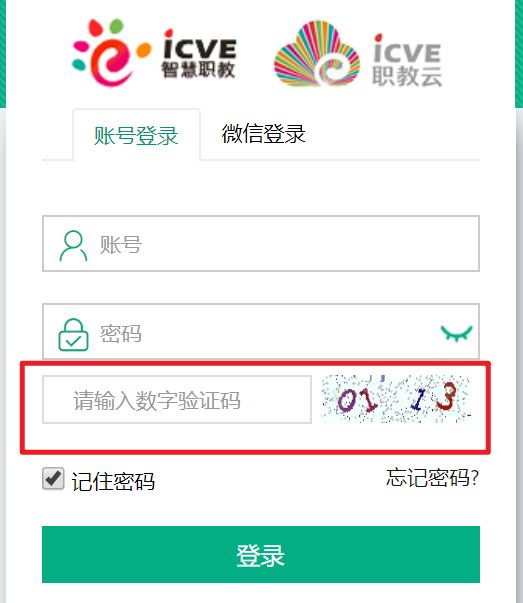 icve icve
智慧职教 职教云
账号登录 微信登录
账号
密码
请输入数字验证码 01 13
记住密码 忘记密码?
登录